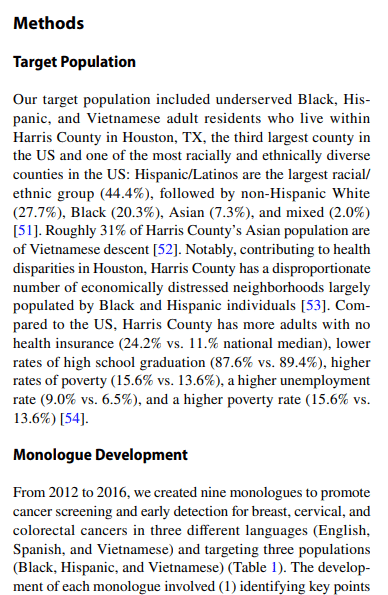 Methods
Target Population
Our target population included underserved Black, His-
panic, and Vietnamese adult residents who live within
Harris County in Houston, TX, the third largest county in
the US and one of the most racially and ethnically diverse
counties in the US: Hispanic/Latinos are the largest racial/
ethnic group (44.4%), followed by non-Hispanic White
(27.7%), Black (20.3%), Asian (7.3%), and mixed (2.0%)
[51]. Roughly 31% of Harris County's Asian population are
of Vietnamese descent [52]. Notably, contributing to health
disparities in Houston, Harris County has a disproportionate
number of economically distressed neighborhoods largely
populated by Black and Hispanic individuals [53]. Com-
pared to the US, Harris County has more adults with no
health insurance (24.2% vs. 11.% national median), lower
rates of high school graduation (87.6% vs. 89.4%), higher
rates of poverty (15.6% vs. 13.6%), a higher unemployment
rate (9.0% vs. 6.5%), and a higher poverty rate (15.6% vs.
13.6%) [54].
Monologue Development
From 2012 to 2016, we created nine monologues to promote
cancer screening and early detection for breast, cervical, and
colorectal cancers in three different languages (English,
Spanish, and Vietnamese) and targeting three populations
(Black, Hispanic, and Vietnamese) (Table 1). The develop-
ment of each monologue involved (1) identifying key points